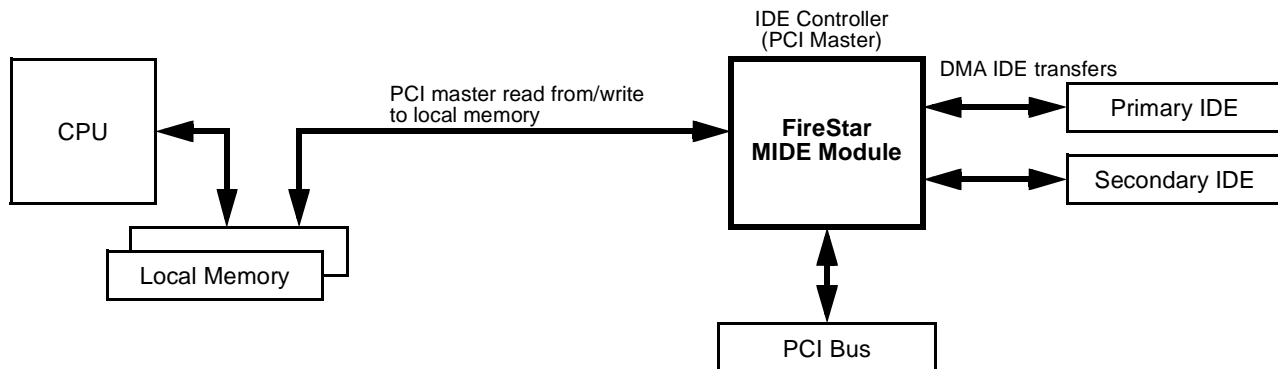 IDE Controller
(PCI Master)
DMA IDE transfers
PCI master read from/write
to local memory
CPU
FireStar
MIDE Module
Primary IDE
Secondary IDE
Local Memory
PCI Bus